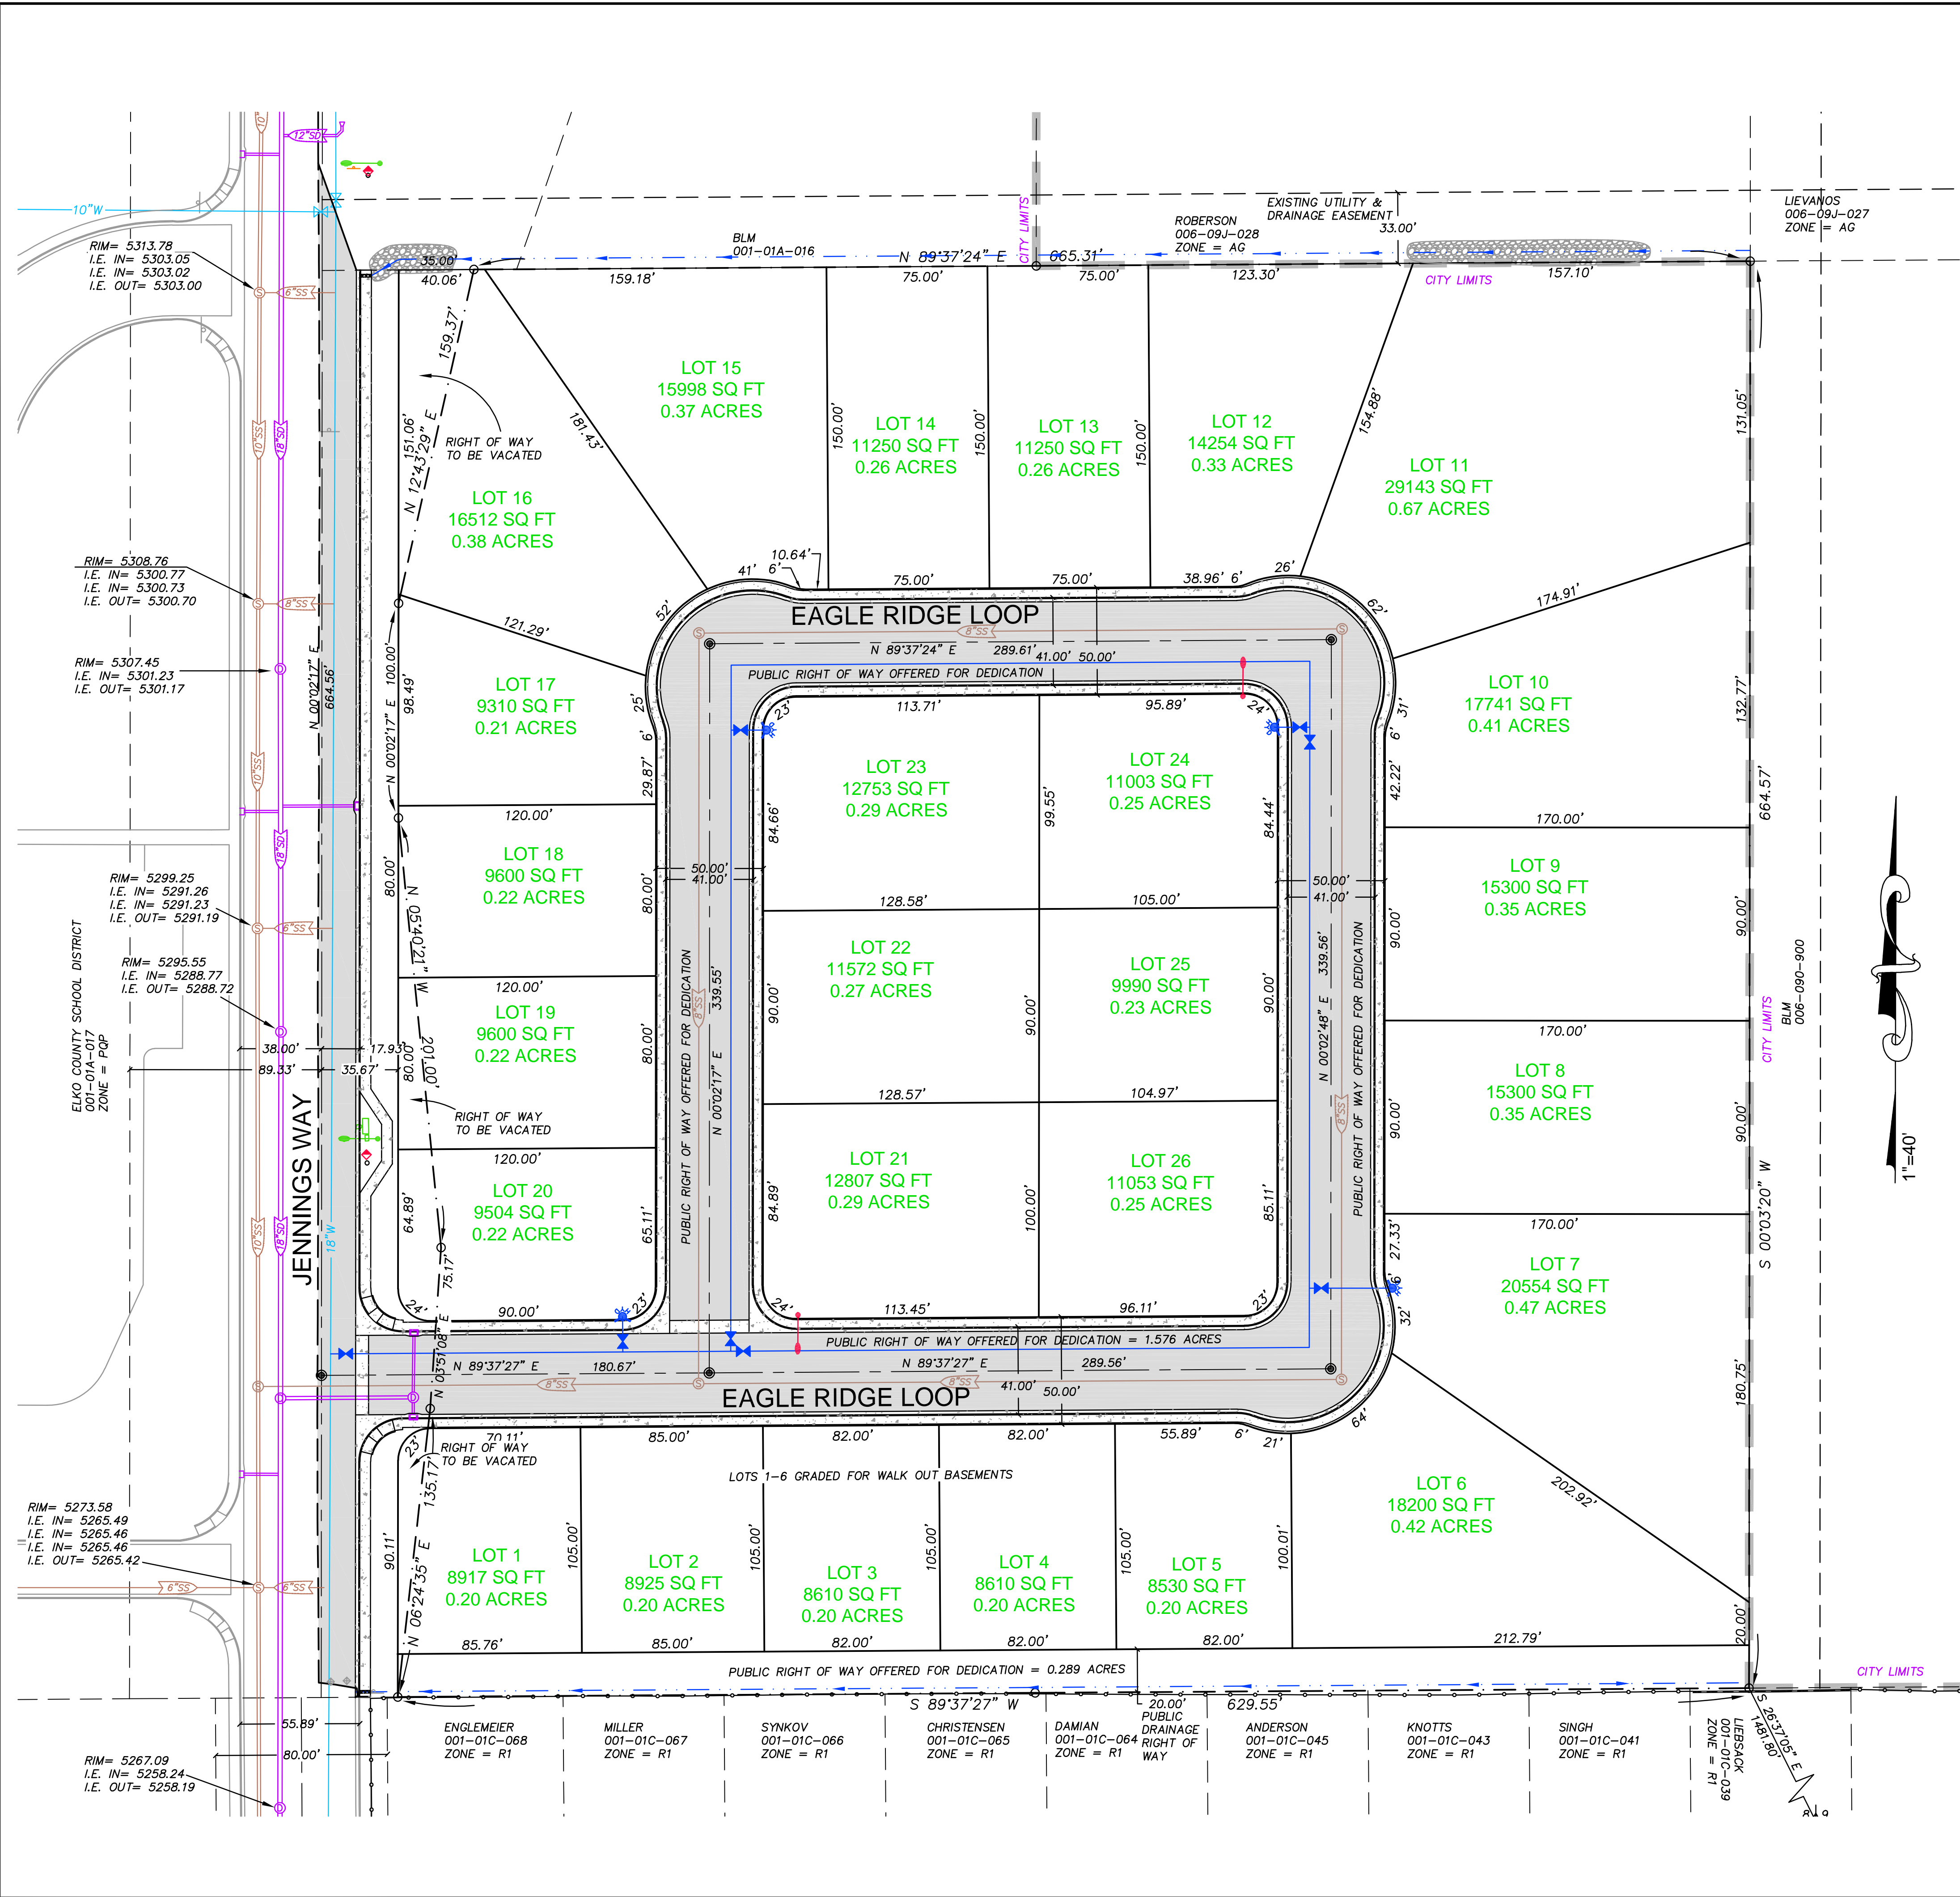 12"SD
10"
10"W
RIM= 5313.78
I.E. IN= 5303.05
I.E. IN= 5303.02
I.E. OUT= 5303.00
6"SS
BLM
001-01A-016
CITY LIMITS
ROBERSON
006-09J-028
ZONE = AG
EXISTING UTILITY &
DRAINAGE EASEMENT
33.00'
LIEVANOS
006-09J-027
ZONE = AG
N 89°37'24" E
665.31'
35.00'
40.06'
159.18'
75.00'
75.00'
123.30'
CITY LIMITS
157.10'
159.37'
N 12°43'29" E
151.06'
RIGHT OF WAY
TO BE VACATED
181.43'
LOT 15
15998 SQ FT
0.37 ACRES
150.00'
LOT 14
11250 SQ FT
0.26 ACRES
150.00'
LOT 13
11250 SQ FT
0.26 ACRES
150.00'
LOT 12
14254 SQ FT
0.33 ACRES
154.88'
LOT 11
29143 SQ FT
0.67 ACRES
131.05'
10"SS
18"SD
LOT 16
16512 SQ FT
0.38 ACRES
RIM= 5308.76
I.E. IN= 5300.77
I.E. IN= 5300.73
I.E. OUT= 5300.70
8"SS
10.64'
41'
6'
75.00'
75.00'
38.96'
6'
26'
52'
62'
174.91'
121.29'
EAGLE RIDGE LOOP
8"SS
N 89°37'24" E
289.61'
41.00'
50.00'
PUBLIC RIGHT OF WAY OFFERED FOR DEDICATION
RIM= 5307.45
I.E. IN= 5301.23
I.E. OUT= 5301.17
N 00°02'17" E
664.56'
N 00°02'17" E 100.00'
98.49'
LOT 17
9310 SQ FT
0.21 ACRES
25'
6'
29.87'
23'
113.71'
95.89'
24'
31'
6'
42.22'
LOT 10
17741 SQ FT
0.41 ACRES
132.77'
664.57'
10"SS
18"SD
120.00'
LOT 23
12753 SQ FT
0.29 ACRES
84.66'
99.55'
LOT 24
11003 SQ FT
0.25 ACRES
84.44'
170.00'
80.00'
LOT 18
9600 SQ FT
0.22 ACRES
80.00'
50.00'
41.00'
128.58'
105.00'
50.00'
41.00'
LOT 9
15300 SQ FT
0.35 ACRES
90.00'
90.00'
RIM= 5299.25
I.E. IN= 5291.26
I.E. IN= 5291.23
I.E. OUT= 5291.19
6"SS
N 05°40'21" W
201.00'
120.00'
RIM= 5295.55
I.E. IN= 5288.77
I.E. OUT= 5288.72
ELKO COUNTY SCHOOL DISTRICT
001-01A-017
ZONE = PQP
LOT 19
9600 SQ FT
0.22 ACRES
80.00'
80.00'
PUBLIC RIGHT OF WAY OFFERED FOR DEDICATION
8"SS
339.55'
N 00°02'17" E
LOT 22
11572 SQ FT
0.27 ACRES
90.00'
90.00'
LOT 25
9990 SQ FT
0.23 ACRES
90.00'
339.56'
N 00°02'48" E
8"SS
PUBLIC RIGHT OF WAY OFFERED FOR DEDICATION
170.00'
LOT 8
15300 SQ FT
0.35 ACRES
90.00'
90.00'
CITY LIMITS
BLM
006-090-900
38.00'
17.93'
89.33'
35.67'
RIGHT OF WAY
TO BE VACATED
120.00'
128.57'
104.97'
JENNINGS WAY
LOT 20
9504 SQ FT
0.22 ACRES
64.89'
65.11'
75.17'
LOT 21
12807 SQ FT
0.29 ACRES
84.89'
100.00'
LOT 26
11053 SQ FT
0.25 ACRES
85.11'
170.00'
LOT 7
20554 SQ FT
0.47 ACRES
27.33'
6'
32'
S 00°03'20" W
1"=40'
10"SS
18"SD
18"W
24'
90.00'
23'
24'
113.45'
96.11'
23'
N 03°51'08" E
PUBLIC RIGHT OF WAY OFFERED FOR DEDICATION = 1.576 ACRES
N 89°37'27" E
180.67'
N 89°37'27" E
289.56'
8"SS
8"SS
41.00'
50.00'
EAGLE RIDGE LOOP
64'
180.75'
23'
70.11'
85.00'
82.00'
82.00'
55.89'
6'
21'
RIGHT OF WAY
TO BE VACATED
LOTS 1-6 GRADED FOR WALK OUT BASEMENTS
135.17'
N 06°24'35" E
90.11'
202.92'
LOT 6
18200 SQ FT
0.42 ACRES
RIM= 5273.58
I.E. IN= 5265.49
I.E. IN= 5265.46
I.E. IN= 5265.46
I.E. OUT= 5265.42
6"SS
6"SS
LOT 1
8917 SQ FT
0.20 ACRES
105.00'
LOT 2
8925 SQ FT
0.20 ACRES
105.00'
LOT 3
8610 SQ FT
0.20 ACRES
105.00'
LOT 4
8610 SQ FT
0.20 ACRES
105.00'
LOT 5
8530 SQ FT
0.20 ACRES
100.01'
85.76'
85.00'
82.00'
82.00'
82.00'
212.79'
20.00'
PUBLIC RIGHT OF WAY OFFERED FOR DEDICATION = 0.289 ACRES
CITY LIMITS
S 89°37'27" W
629.55'
20.00'
PUBLIC
DRAINAGE
RIGHT OF
WAY
55.89'
80.00'
ENGLEMEIER
001-01C-068
ZONE = R1
MILLER
001-01C-067
ZONE = R1
SYNKOV
001-01C-066
ZONE = R1
CHRISTENSEN
001-01C-065
ZONE = R1
DAMIAN
001-01C-064
ZONE = R1
ANDERSON
001-01C-045
ZONE = R1
KNOTTS
001-01C-043
ZONE = R1
SINGH
001-01C-041
ZONE = R1
LIEBSACK
001-01C-039
ZONE = R1
S 26°37'05" E
1481.80'
RIM= 5267.09
I.E. IN= 5258.24
I.E. OUT= 5258.19